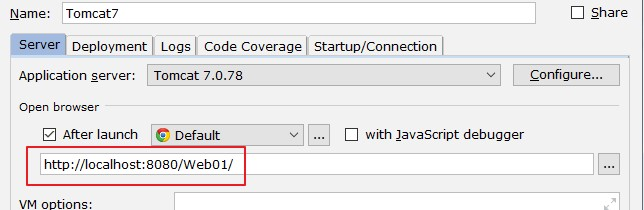 Name: Tomcat7 Share
Server Deployment Logs Code Coverage Startup/Connection
Application server: Tomcat 7.0.78 Configure...
Open browser
After launch Default ... with JavaScript debugger
http://localhost:8080/Web01/ ...
VM options: